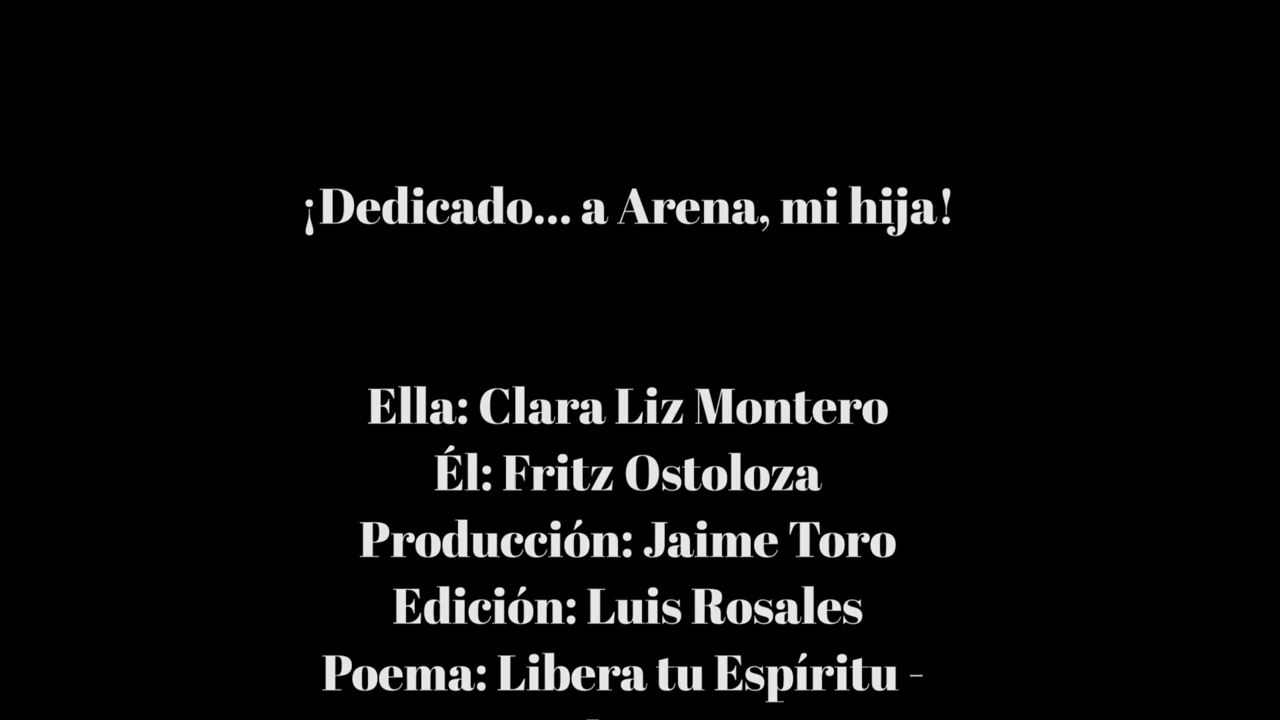 ¡Dedicado... a Arena, mi hija!
Ella: Clara Liz Montero
Él: Fritz Ostoloza
Producción: Jaime Toro
Edición: Luis Rosales
Poema: Libera tu Espíritu -